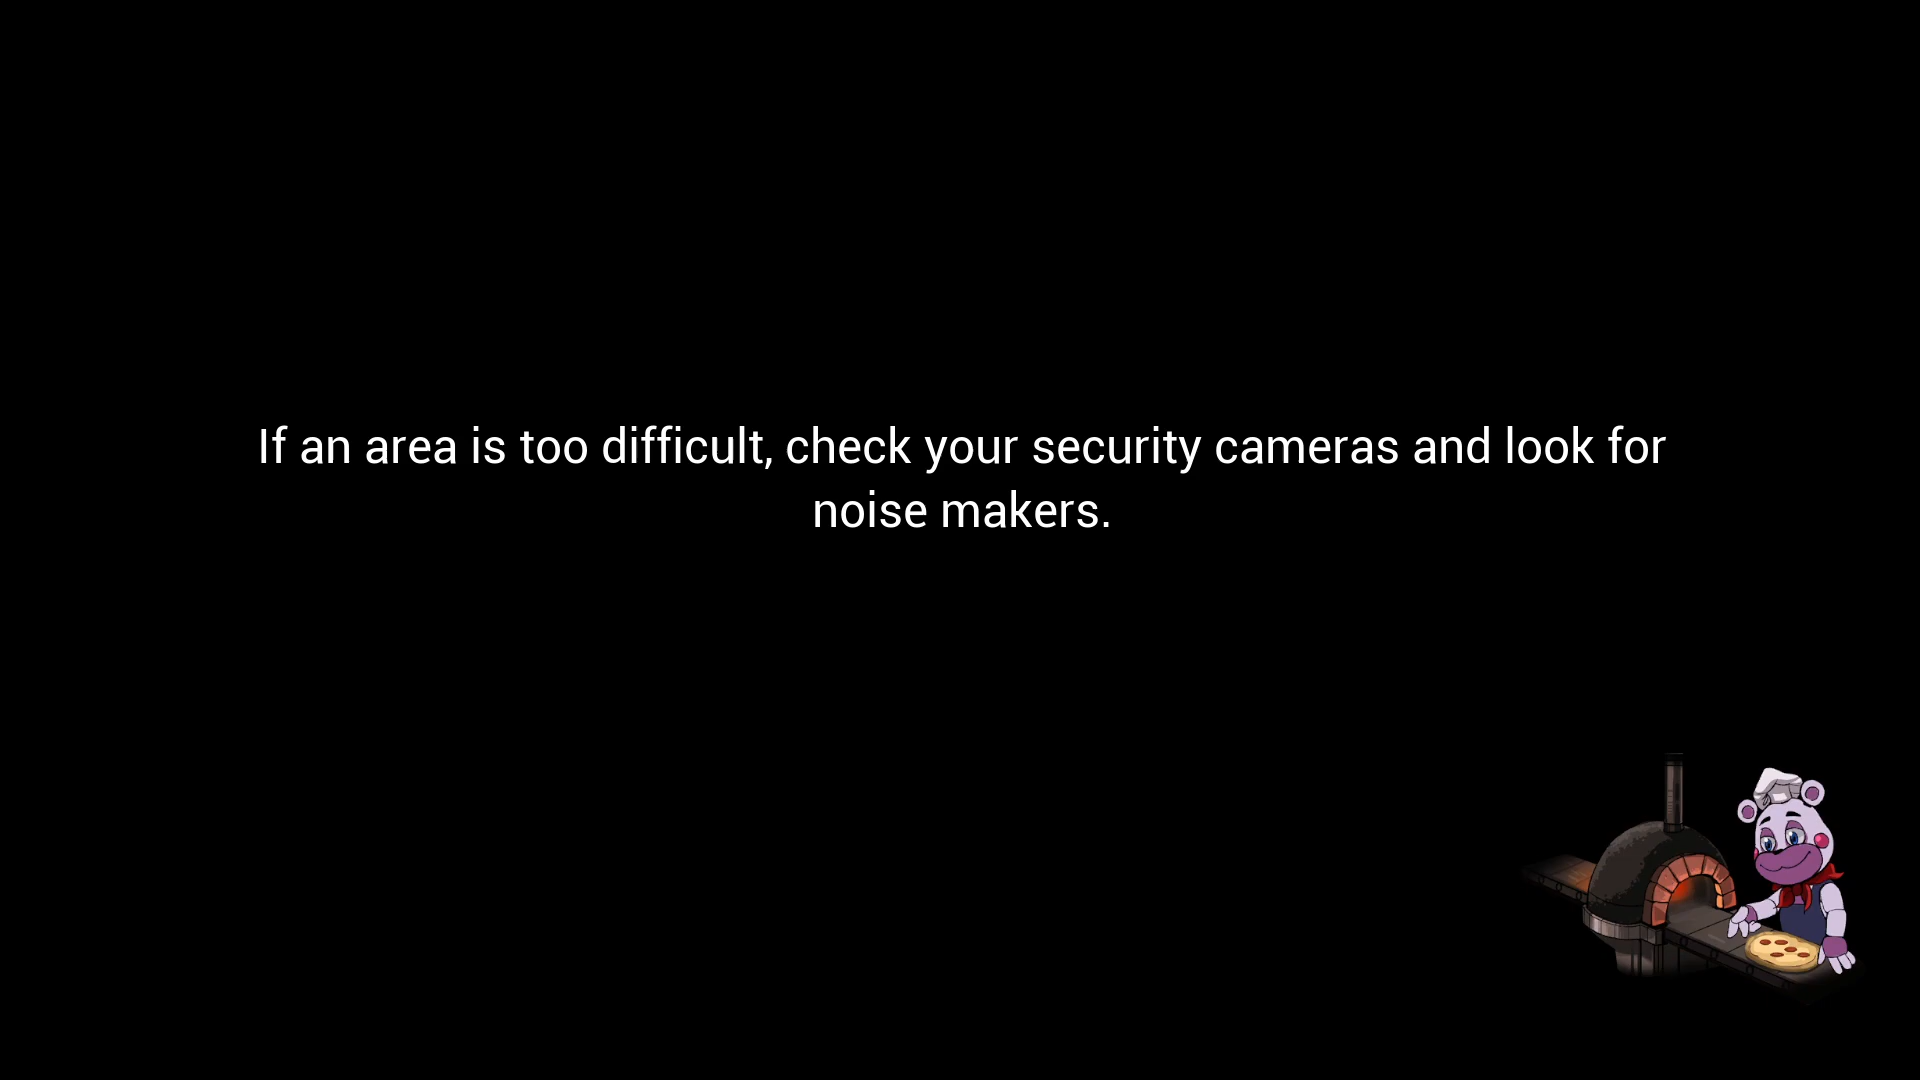 If an area is too difficult, check your security cameras and look for
noise makers.